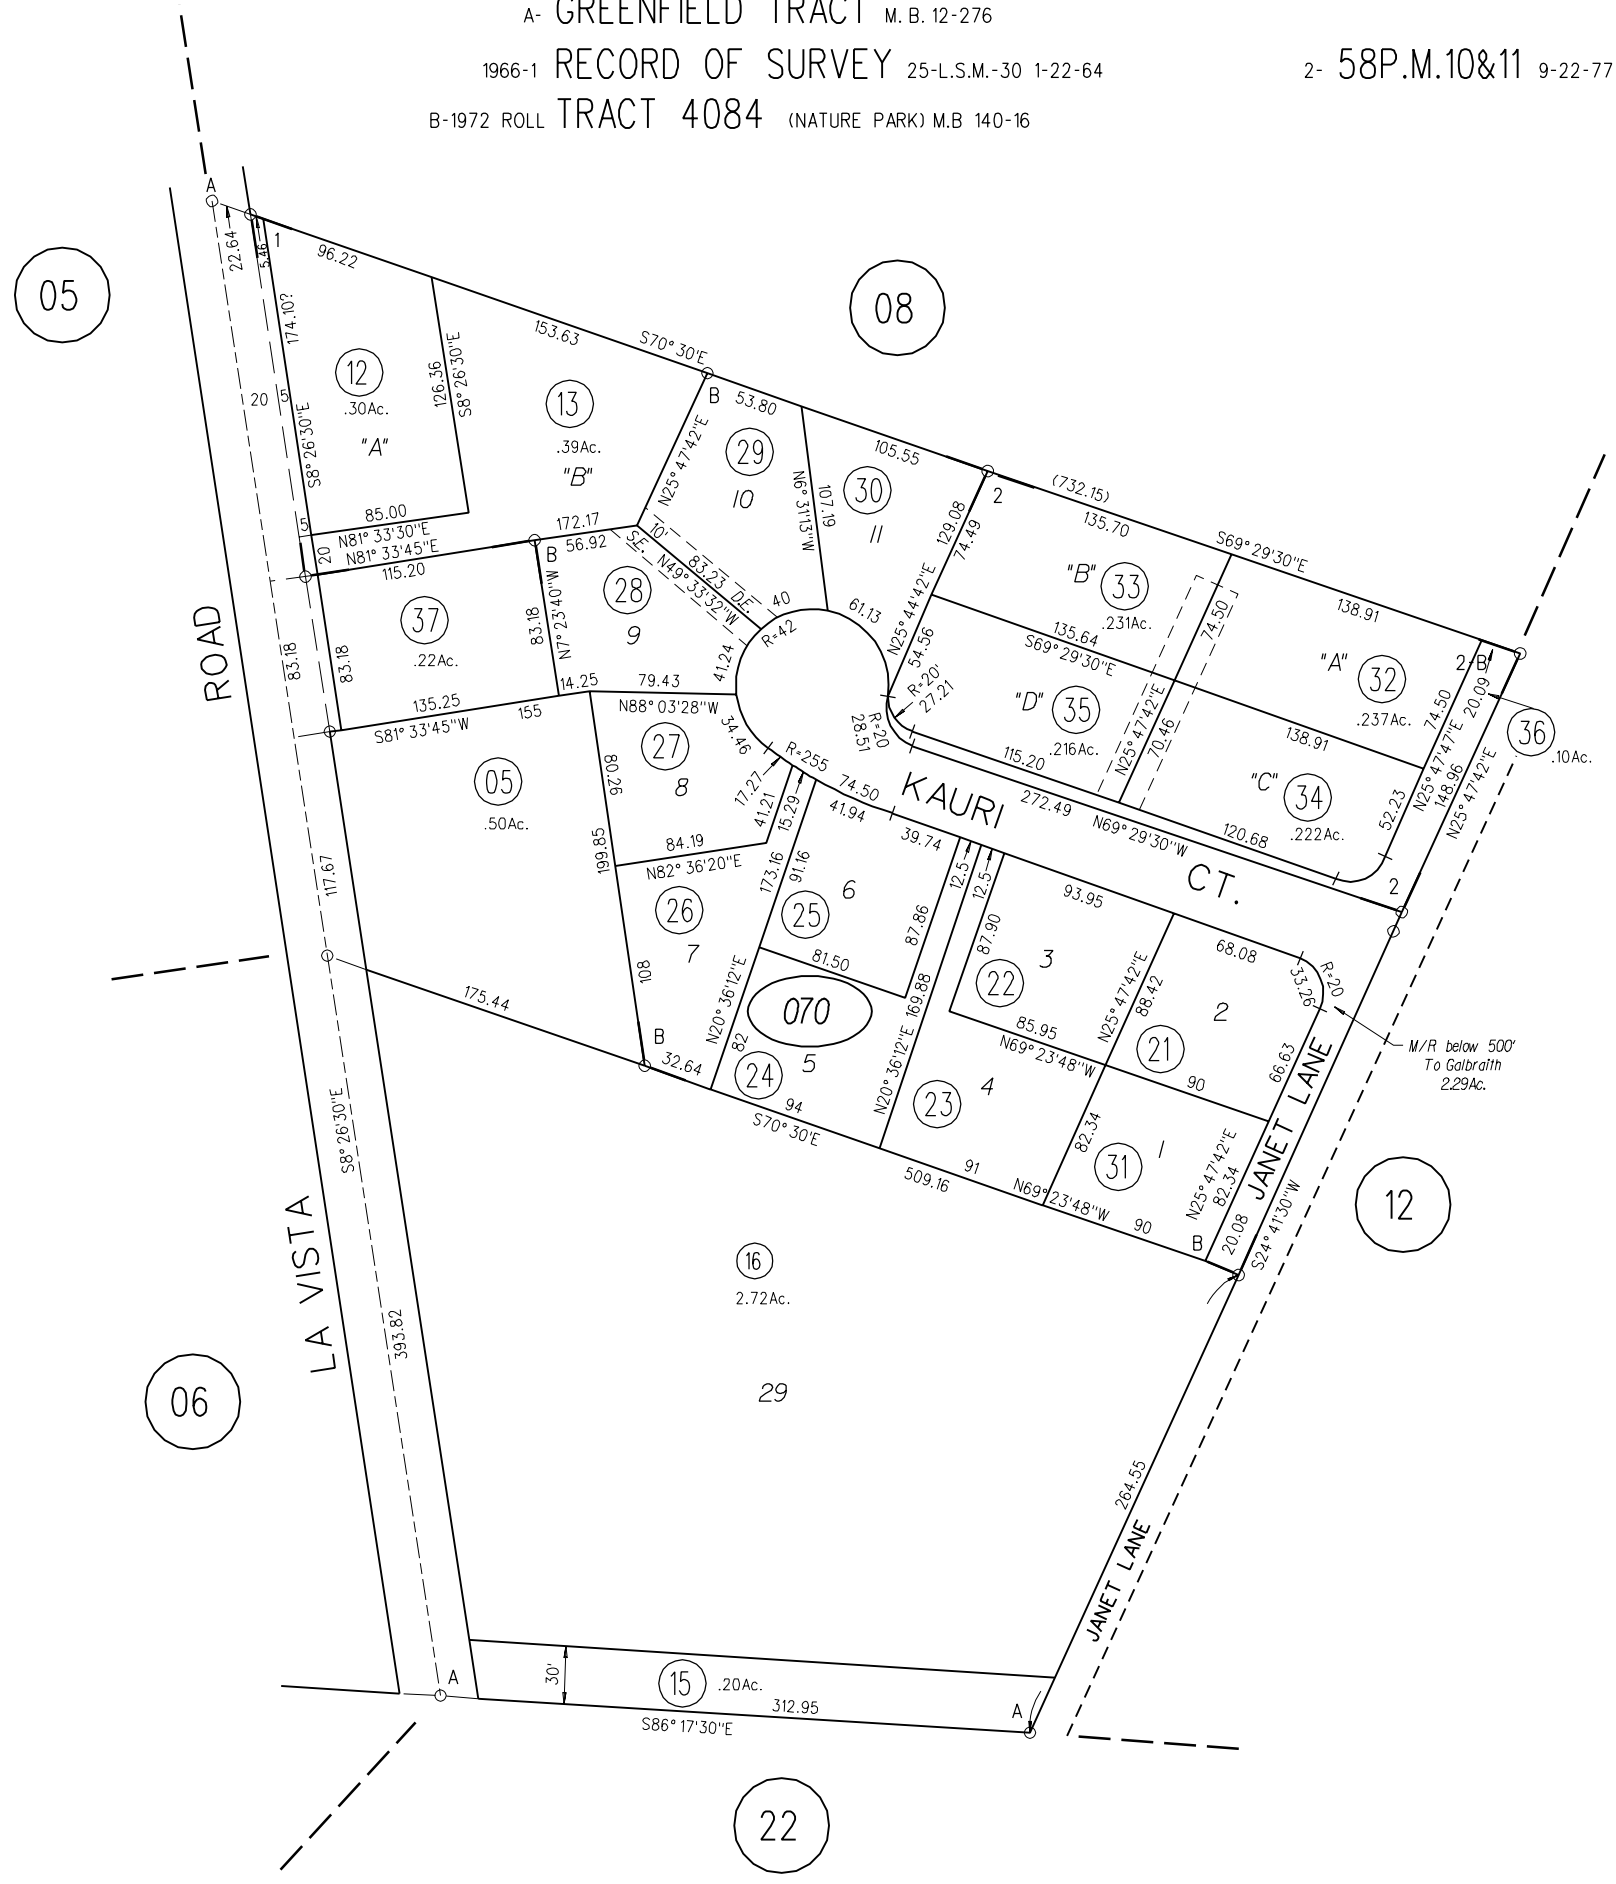 A- GREENFIELD TRACT M. B. 12-276
1966-1 RECORD OF SURVEY 25-L.S.M.-30 1-22-64
2- 58P.M.10&11 9-22-77
B-1972 ROLL TRACT 4084 (NATURE PARK) M.B 140-16
A
22.64
5.46
1
96.22
05
08
174.10?
153.63
S70° 30'E
12
.30Ac.
"A"
126.36
S8° 26'30"E
13
.39Ac.
"B"
20
5
S8° 26'30"E
B
53.80
29
10
N25° 47'42"E
105.55
30
11
107.19
N6° 31'13"W
2
(732.15)
135.70
S69° 29'30"E
138.91
129.08
74.49
N25° 44'42"E
54.56
"B"
33
.231Ac.
74.50
"A"
32
.237Ac.
2-B
20.09
74.50
36
.10Ac.
5
85.00
N81° 33'30"E
N81° 33'45"E
20
115.20
172.17
56.92
B
S.E.
10'
83.23
D.E.
N49° 33'32"W
40
61.13
R=42
41.24
28
9
83.18
N7° 23'40"W
37
.22Ac.
83.18
83.18
ROAD
135.25
155
S81° 33'45"W
14.25
79.43
N88° 03'28"W
34.46
135.64
S69° 29'30"E
"D"
35
.216Ac.
R=20'
27.21
R=20
28.51
N25° 47'42"E
70.46
138.91
"C"
34
.222Ac.
52.23
N25° 47'47"E
148.96
N25° 47'42"E
115.20
272.49
N69° 29'30"W
120.68
KAURI
CT.
2
05
.50Ac.
27
8
80.26
199.85
R=255
17.27
74.50
41.21
15.29
41.94
39.74
84.19
N82° 36'20"E
173.16
91.16
6
25
87.86
12.5
12.5
93.95
87.90
3
22
68.08
R=20
33.26
117.67
26
7
108
81.50
070
N20° 36'12"E
82
5
24
169.88
N20° 36'12"E
85.95
N69° 23'48"W
N25° 47'42"E
88.42
2
21
90
66.63
M/R below 500'
To Galbraith
2.29Ac.
175.44
B
32.64
94
S70° 30'E
4
23
91
509.16
N69° 23'48"W
82.34
1
31
90
N25° 47'42"E
82.34
B
20.08
JANET LANE
S24° 41'30"W
12
S8° 26'30"E
LA VISTA
393.82
16
2.72Ac.
29
06
264.55
JANET LANE
30'
15
.20Ac.
312.95
S86° 17'30"E
A
A
22